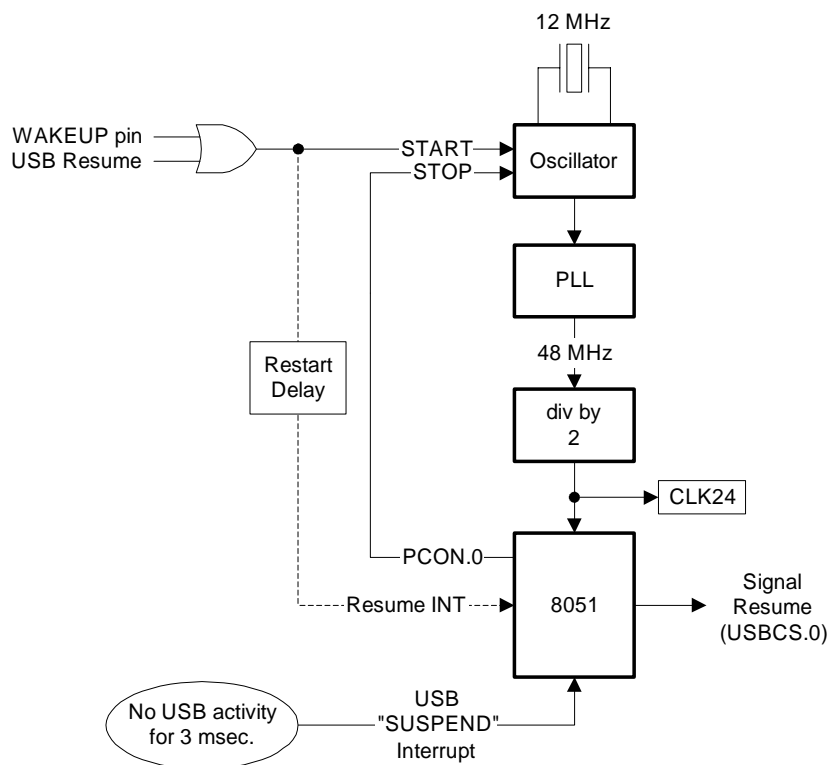 12 MHz
WAKEUP pin
USB Resume
START
STOP
Oscillator
PLL
48 MHz
Restart
Delay
div by
2
CLK24
PCON.0
Resume INT
8051
Signal
Resume
(USBCS.0)
No USB activity
for 3 msec.
USB
"SUSPEND"
Interrupt